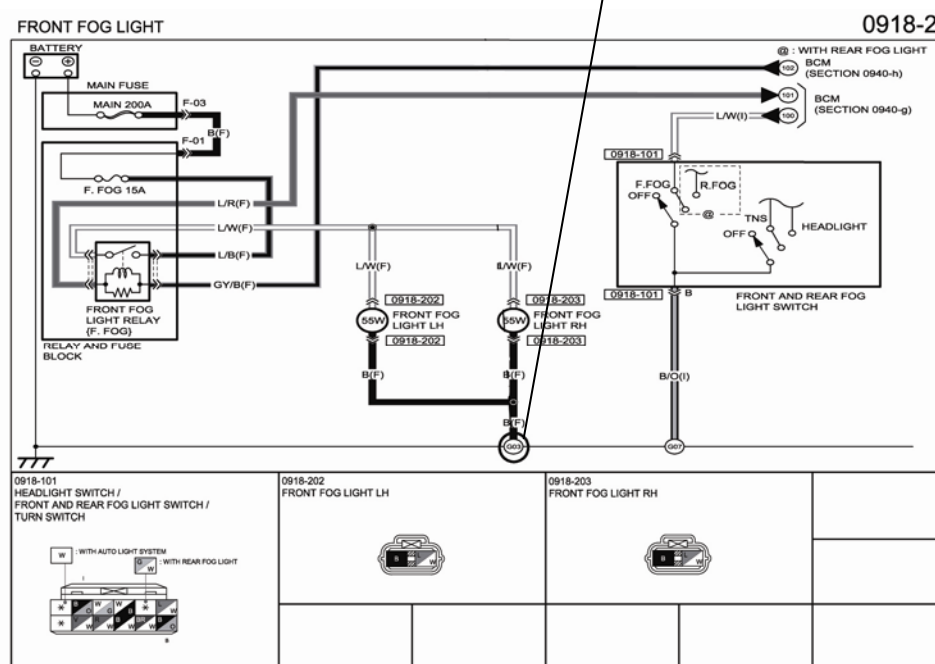 FRONT FOG LIGHT
0918-2
BATTERY
@ : WITH REAR FOG LIGHT
102
BCM
(SECTION 0940-h)
MAIN FUSE
MAIN 200A
F-03
B(F)
F-01
101
BCM
(SECTION 0940-g)
100
L/W(I)
F. FOG 15A
L/R(F)
L/W(F)
L/B(F)
GY/B(F)
FRONT FOG
LIGHT RELAY
(F. FOG)
RELAY AND FUSE
BLOCK
L/W(F)
L/W(F)
0918-202
55W
FRONT FOG
LIGHT LH
0918-202
0918-203
55W
FRONT FOG
LIGHT RH
0918-203
B(F)
B(F)
B(F)
G03
0918-101
F.FOG
OFF
R.FOG
@
TNS
OFF
HEADLIGHT
0918-101
B
FRONT AND REAR FOG
LIGHT SWITCH
B/O(I)
G07
0918-101
HEADLIGHT SWITCH /
FRONT AND REAR FOG LIGHT SWITCH /
TURN SWITCH
W
: WITH AUTO LIGHT SYSTEM
G
W
: WITH REAR FOG LIGHT
0918-202
FRONT FOG LIGHT LH
B
L
W
0918-203
FRONT FOG LIGHT RH
B
L
W